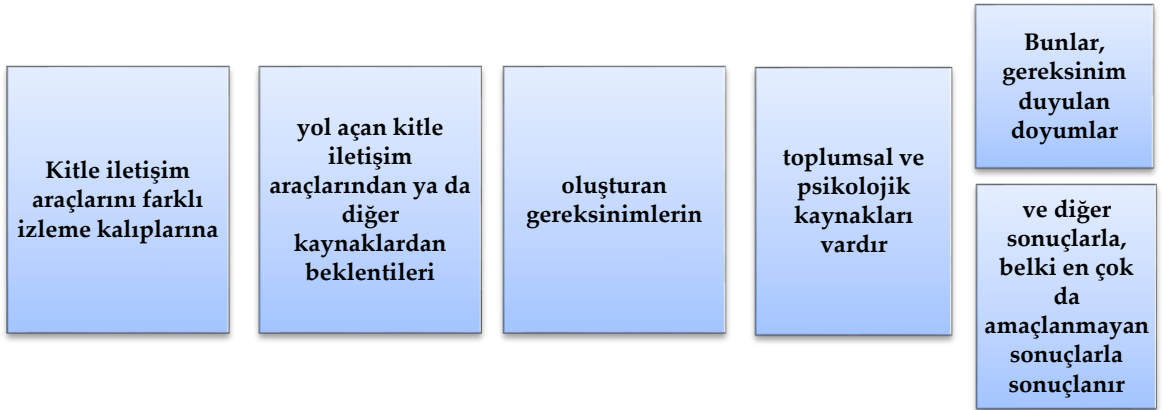 Kitle iletişim
araçlarını farklı
izleme kalıplarına
yol açan kitle
iletişim
araçlarından ya da
diğer
kaynaklardan
beklentileri
oluşturan
gereksinimlerin
toplumsal ve
psikolojik
kaynakları
vardır
Bunlar,
gereksinim
duyulan
doyumlar
ve diğer
sonuçlarla,
belki en çok
da
amaçlanmayan
sonuçlarla
sonuçlanır